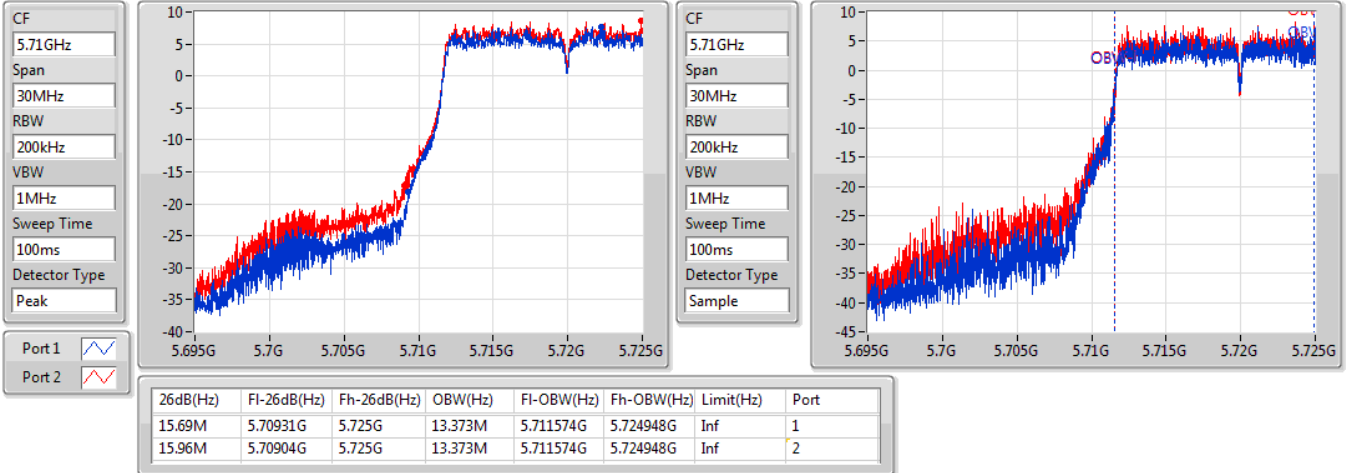 CF
5.71GHz
Span
30MHz
RBW
200kHz
VBW
1MHz
Sweep Time
100ms
Detector Type
Peak
Port 1
Port 2
10
5
0
-5
-10
-15
-20
-25
-30
-35
-40
5.695G 5.7G 5.705G 5.71G 5.715G 5.72G 5.725G
CF
5.71GHz
Span
30MHz
RBW
200kHz
VBW
1MHz
Sweep Time
100ms
Detector Type
Sample
10
5
0
-5
-10
-15
-20
-25
-30
-35
-40
-45
5.695G 5.7G 5.705G 5.71G 5.715G 5.72G 5.725G
26dB(Hz) Fl-26dB(Hz) Fh-26dB(Hz) OBW(Hz) Fl-OBW(Hz) Fh-OBW(Hz) Limit(Hz) Port
15.69M 5.70931G 5.725G 13.373M 5.711574G 5.724948G Inf 1
15.96M 5.70904G 5.725G 13.373M 5.711574G 5.724948G Inf 2